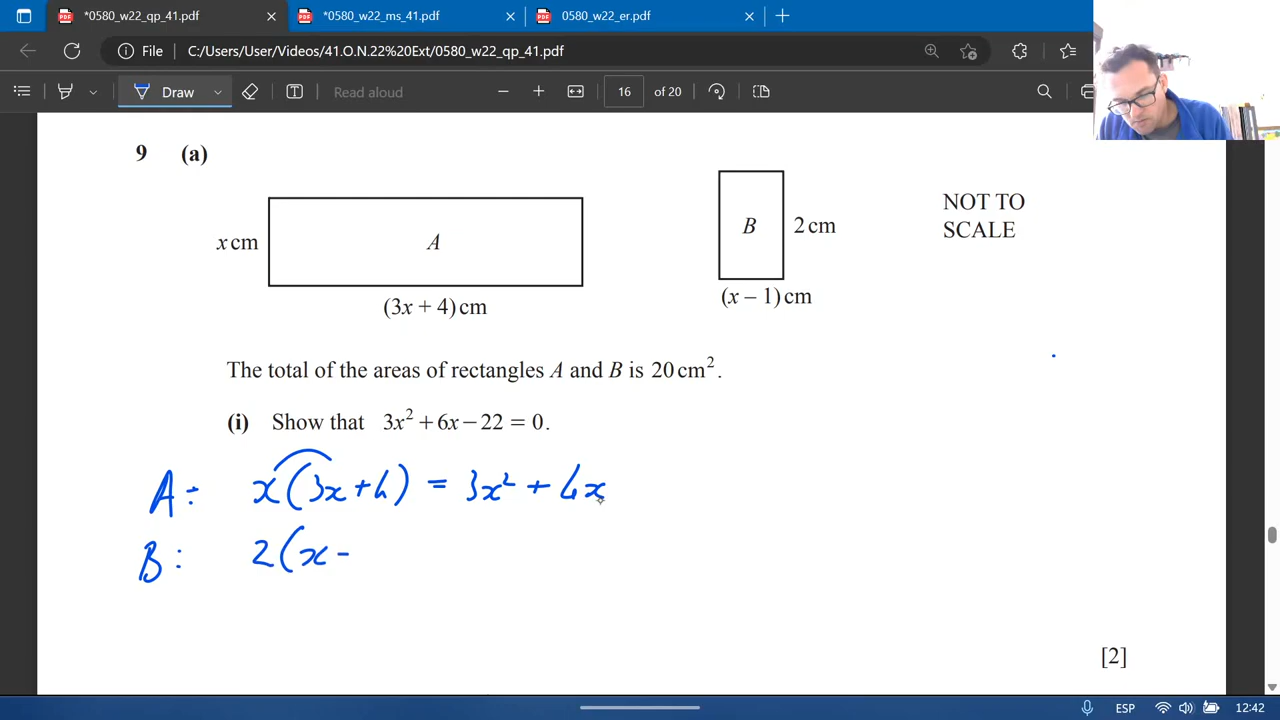 *0580_w22_qp_41.pdf
*0580_w22_ms_41.pdf
0580_w22_er.pdf
File
C:/Users/User/Videos/41.O.N.22%20Ext/0580_w22_qp_41.pdf
Draw
Read aloud
16 of 20
9 (a)
x cm
A
(3x + 4) cm
B
2 cm
(x – 1) cm
NOT TO
SCALE
The total of the areas of rectangles A and B is 20 cm².
(i) Show that 3x² + 6x − 22 = 0.
A: x(3x+4) = 3x² + 4x
B: 2(x -
[2]
ESP
12:42